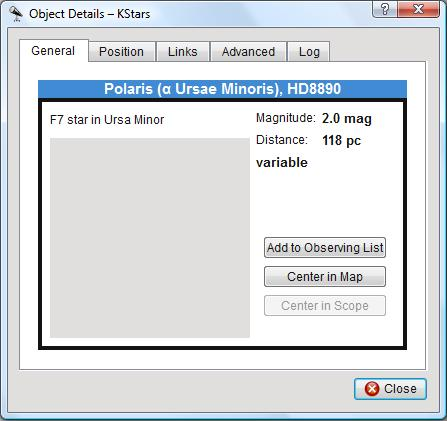 Object Details – KStars
General Position Links Advanced Log
Polaris (α Ursae Minoris), HD8890
F7 star in Ursa Minor
Magnitude: 2.0 mag
Distance: 118 pc
variable
Add to Observing List
Center in Map
Center in Scope
Close